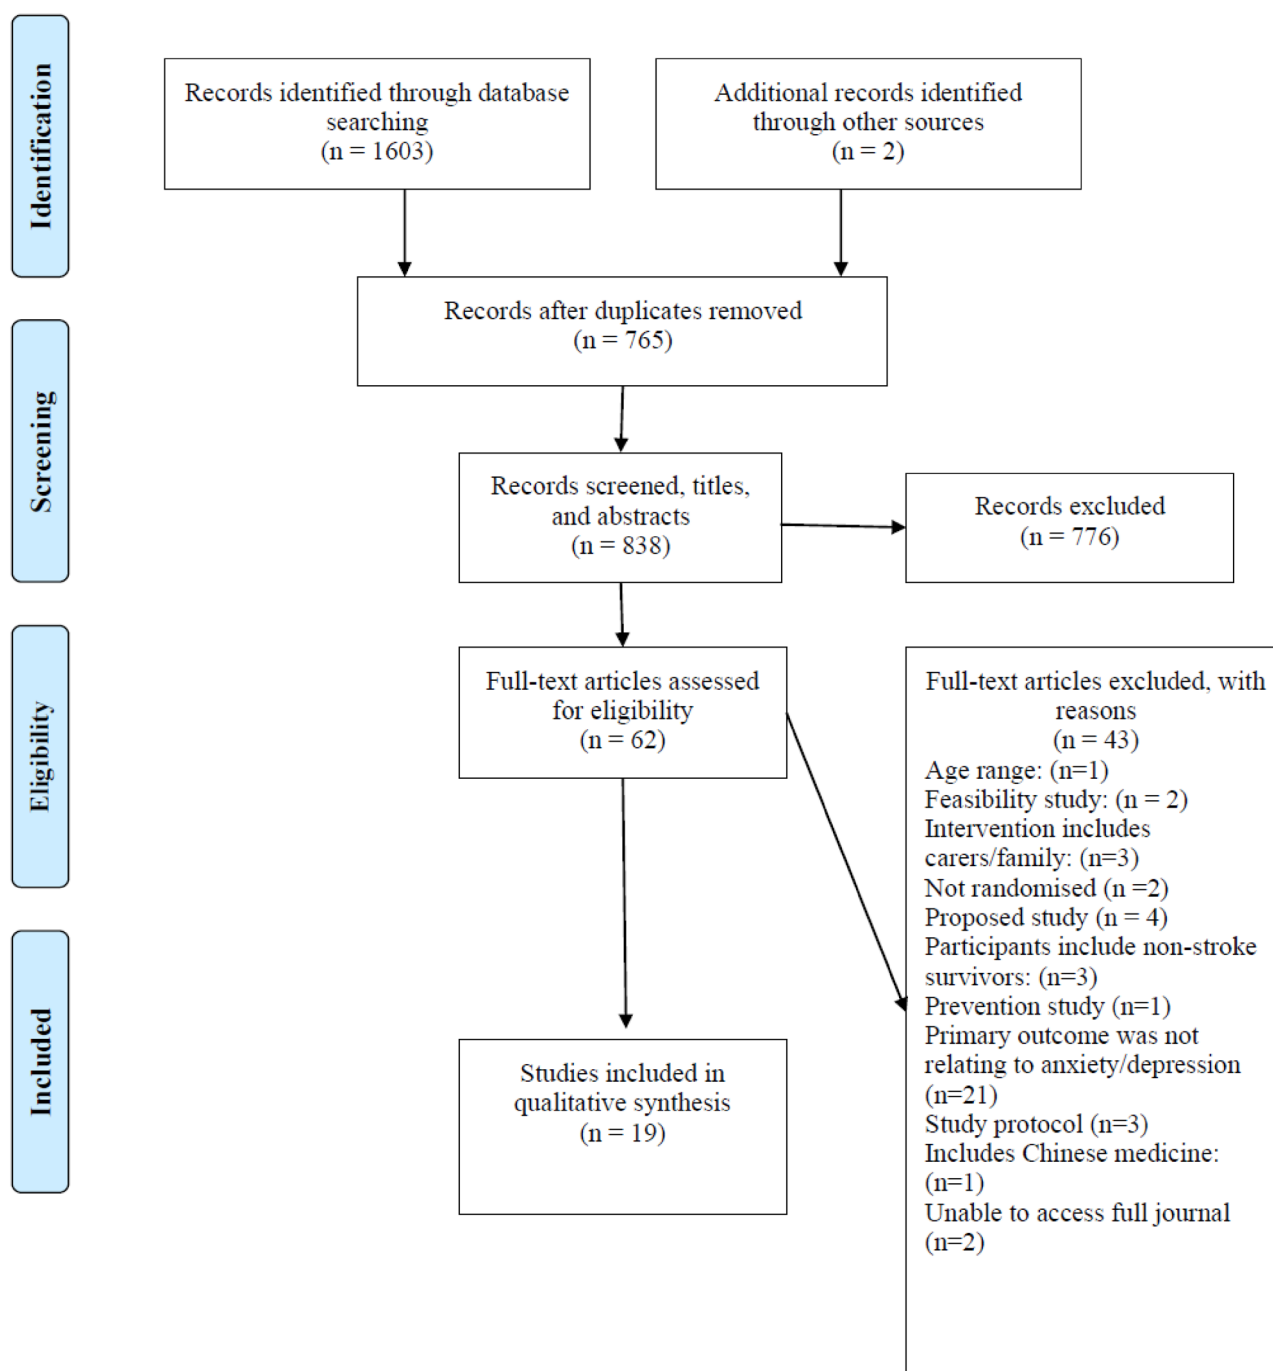 Identification
Records identified through database
searching
(n = 1603)
Additional records identified
through other sources
(n = 2)
Records after duplicates removed
(n = 765)
Screening
Records screened, titles,
and abstracts
(n = 838)
Records excluded
(n = 776)
Eligibility
Full-text articles assessed
for eligibility
(n = 62)
Full-text articles excluded, with
reasons
(n = 43)
Age range: (n=1)
Feasibility study: (n = 2)
Intervention includes
carers/family: (n=3)
Not randomised (n =2)
Proposed study (n = 4)
Participants include non-stroke
survivors: (n=3)
Prevention study (n=1)
Primary outcome was not
relating to anxiety/depression
(n=21)
Study protocol (n=3)
Includes Chinese medicine:
(n=1)
Unable to access full journal
(n=2)
Included
Studies included in
qualitative synthesis
(n = 19)